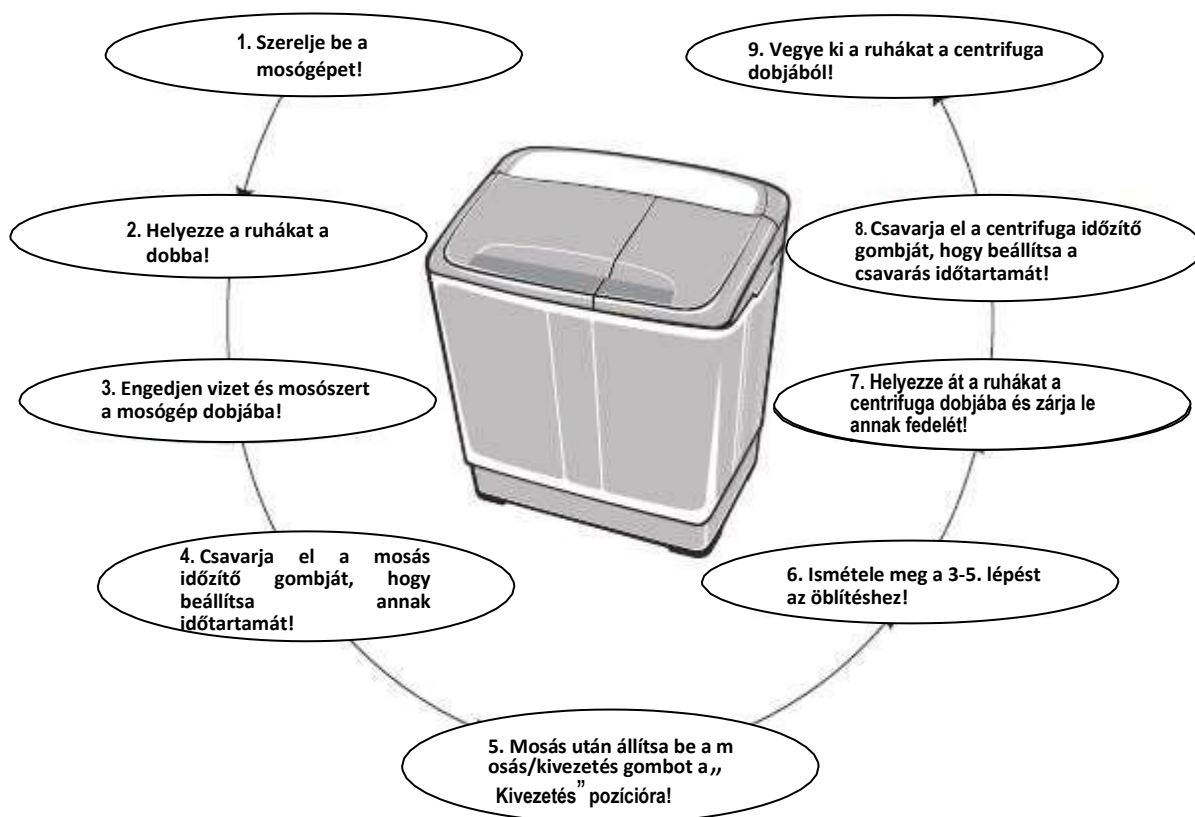 1. Szerelje be a
mosógépet!
2. Helyezze a ruhákat a
dobba!
3. Engedjen vizet és mosószert
a mosógép dobjába!
4. Csavarja el a mosás
időzítő gombját, hogy
beállítsa annak
időtartamát!
5. Mosás után állítsa be a m
osás/kivezetés gombot a „
Kivezetés” pozícióra!
6. Ismétele meg a 3-5. lépést
az öblítéshez!
7. Helyezze át a ruhákat a
centrifuga dobjába és zárja le
annak fedelét!
8. Csavarja el a centrifuga időzítő
gombját, hogy beállítsa a
csavarás időtartamát!
9. Vegye ki a ruhákat a centrifuga
dobjából!